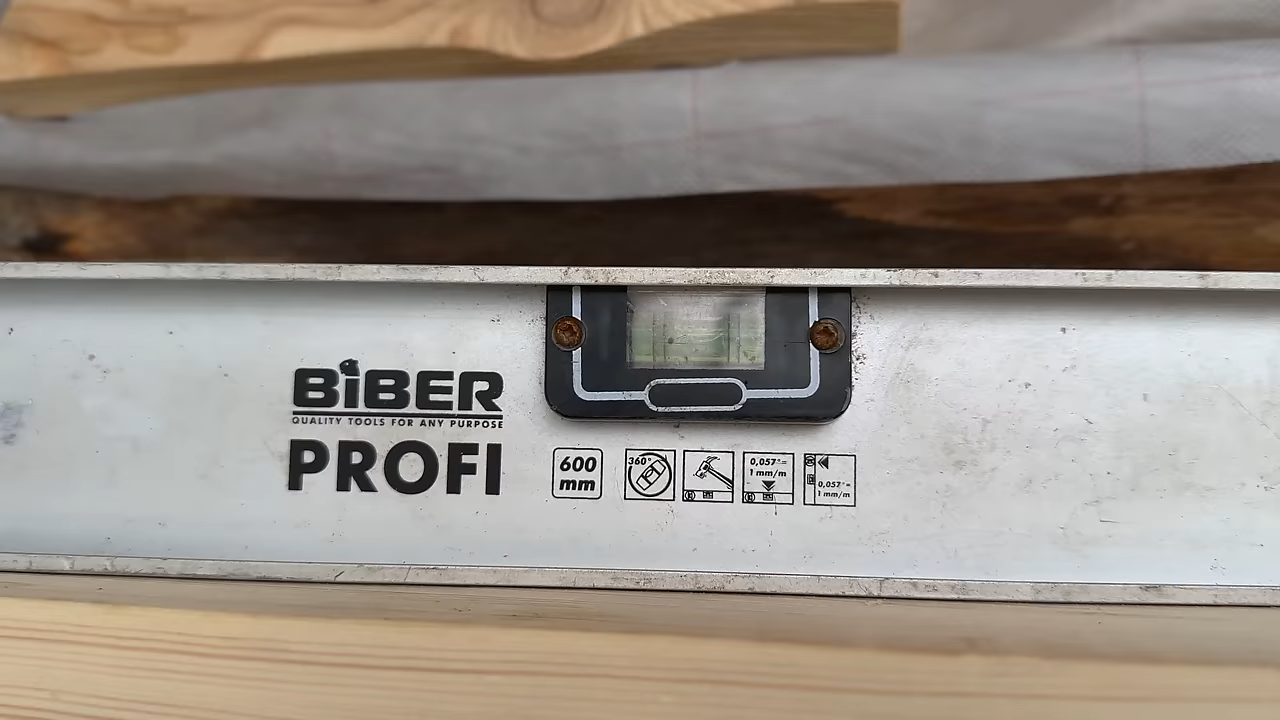 BiBER
QUALITY TOOLS FOR ANY PURPOSE
PROFI
600
mm
360°
0,057°=
1 mm/m
0,057°=
1 mm/m